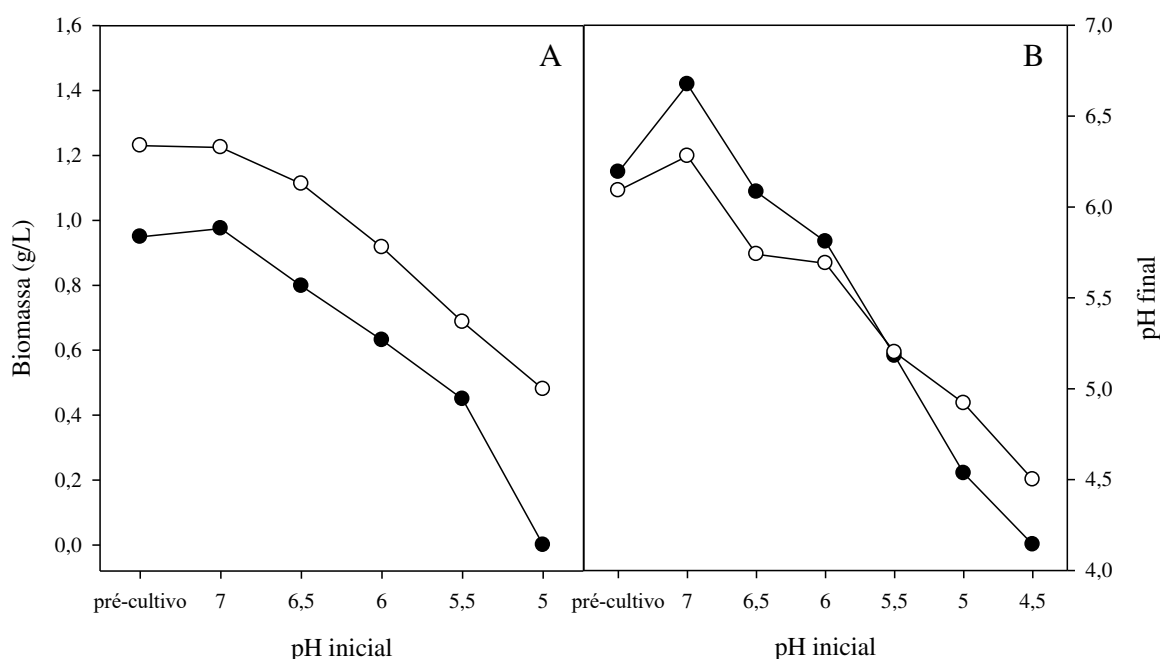 A
B
Biomassa (g/L)
1,6
1,4
1,2
1,0
0,8
0,6
0,4
0,2
0,0
7,0
6,5
6,0
5,5
5,0
4,5
4,0
pH final
pré-cultivo 7 6,5 6 5,5 5
pré-cultivo 7 6,5 6 5,5 5 4,5
pH inicial
pH inicial